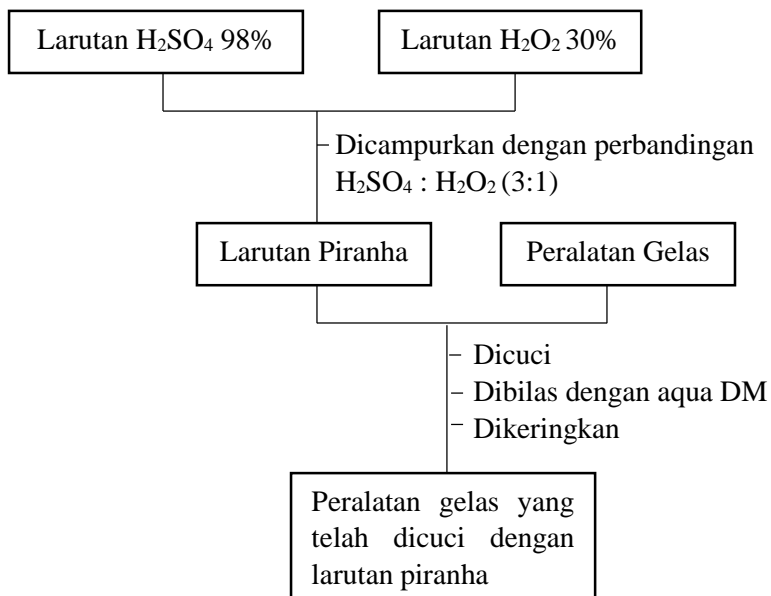 Larutan H₂SO₄ 98%
Larutan H₂O₂ 30%
Dicampurkan dengan perbandingan
H₂SO₄ : H₂O₂ (3:1)
Larutan Piranha
Peralatan Gelas
Dicuci
Dibilas dengan aqua DM
Dikeringkan
Peralatan gelas yang
telah dicuci dengan
larutan piranha